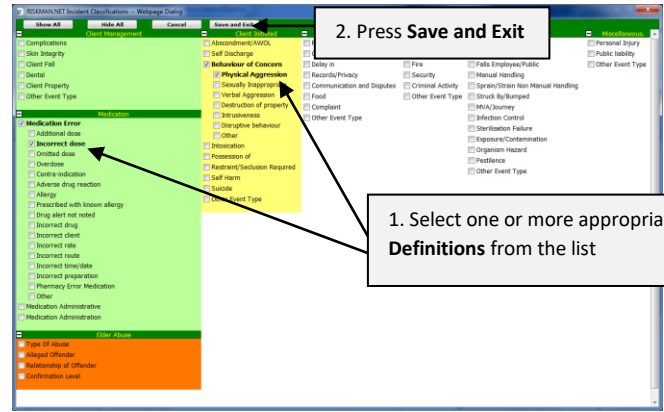 RISKMAN.NET Incident Classifications -- Webpage Dialog
Show All
Hide All
Cancel
Save and Exit
2. Press Save and Exit
Client Management
Complications
Skin Integrity
Client Fall
Dental
Client Property
Other Event Type
Medication
Medication Error
Additional dose
Incorrect dose
Omitted dose
Overdose
Contra-indication
Adverse drug reaction
Allergy
Prescribed with known allergy
Drug alert not noted
Incorrect drug
Incorrect client
Incorrect rate
Incorrect route
Incorrect time/date
Incorrect preparation
Pharmacy Error Medication
Other
Medication Administrative
Medication Administration
Elder Abuse
Type Of Abuse
Alleged Offender
Relationship of Offender
Confirmation Level
Client Initiated
Abscondment/AWOL
Self Discharge
Behaviour of Concern
Physical Aggression
Sexually Inappropria
Verbal Aggression
Destruction of property
Intrusiveness
Disruptive behaviour
Other
Intoxication
Possession of
Restraint/Seclusion Required
Self Harm
Suicide
Event Type
Delay in
Records/Privacy
Communication and Disputes
Food
Complaint
Other Event Type
Fire
Security
Criminal Activity
Other Event Type
Falls Employee/Public
Manual Handling
Sprain/Strain Non Manual Handling
Struck By/Bumped
MVA/Journey
Infection Control
Sterilisation Failure
Exposure/Contamination
Organism Hazard
Pestilence
Other Event Type
Miscellaneous
Personal Injury
Public liability
Other Event Type
1. Select one or more appropria
Definitions from the list